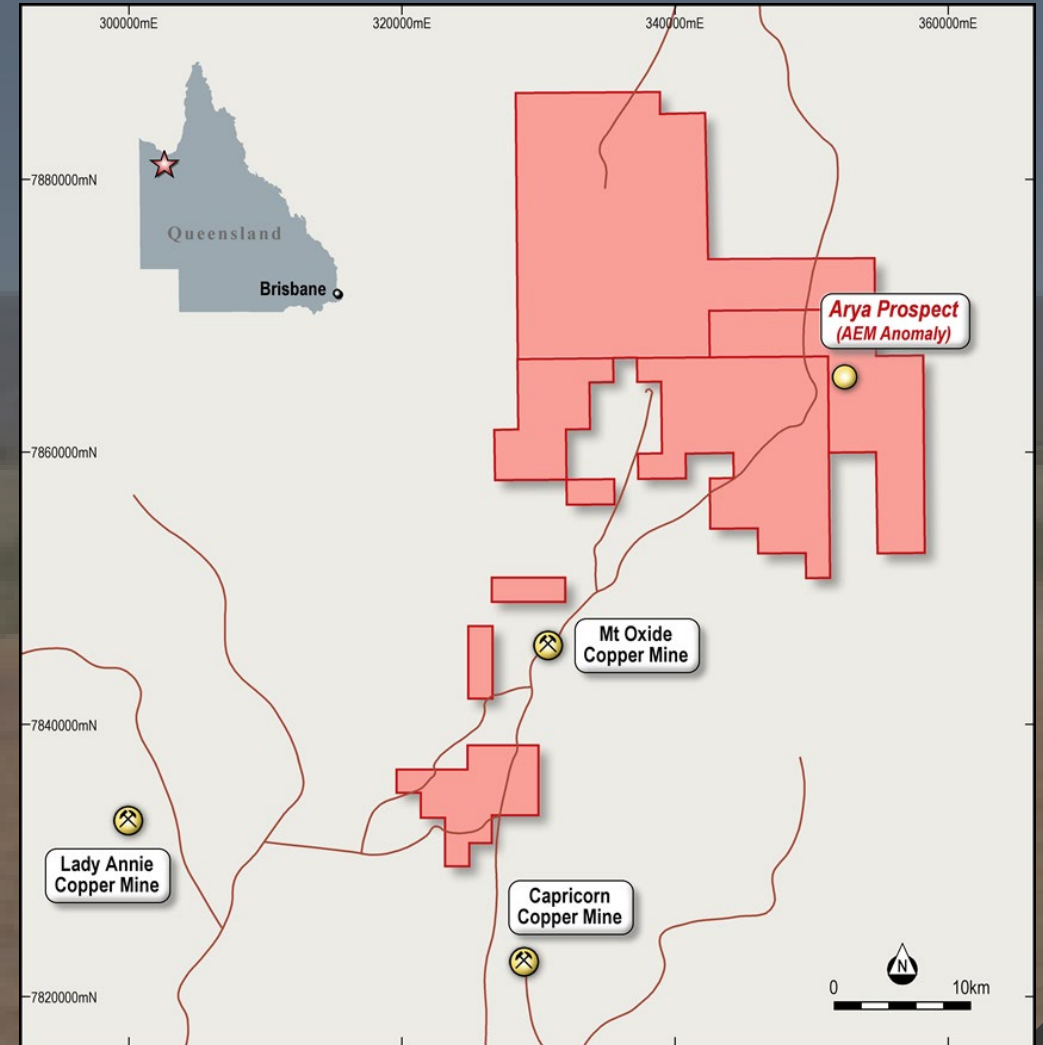 300000mE
320000mE
340000mE
360000mE
7880000mN
Queensland
Brisbane
Arya Prospect
(AEM Anomaly)
7860000mN
Mt Oxide
Copper Mine
7840000mN
Lady Annie
Copper Mine
Capricorn
Copper Mine
N
0
10km
7820000mN